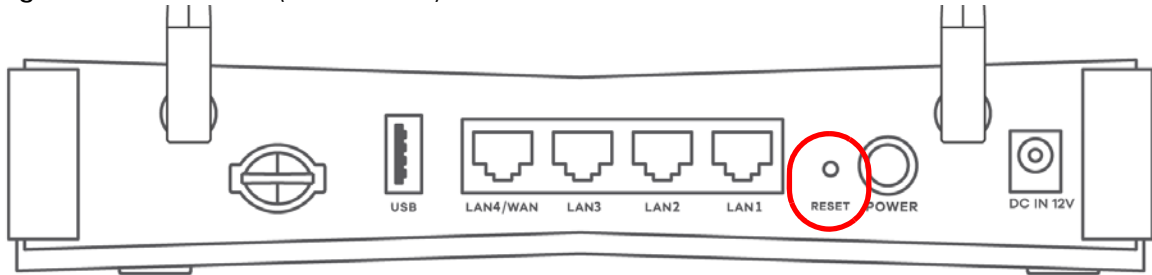 USB
LAN4/WAN
LAN3
LAN2
LAN1
RESET
POWER
DC IN 12V